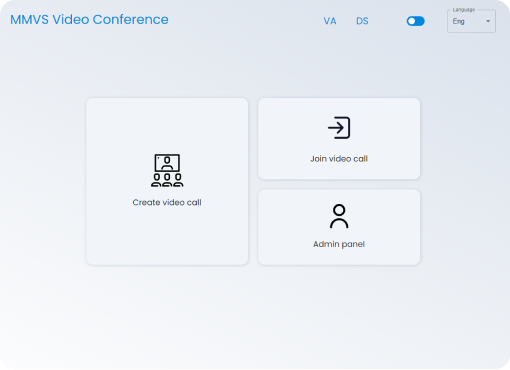 MMVS Video Conference
VA
DS
Language
Eng
Create video call
Join video call
Admin panel